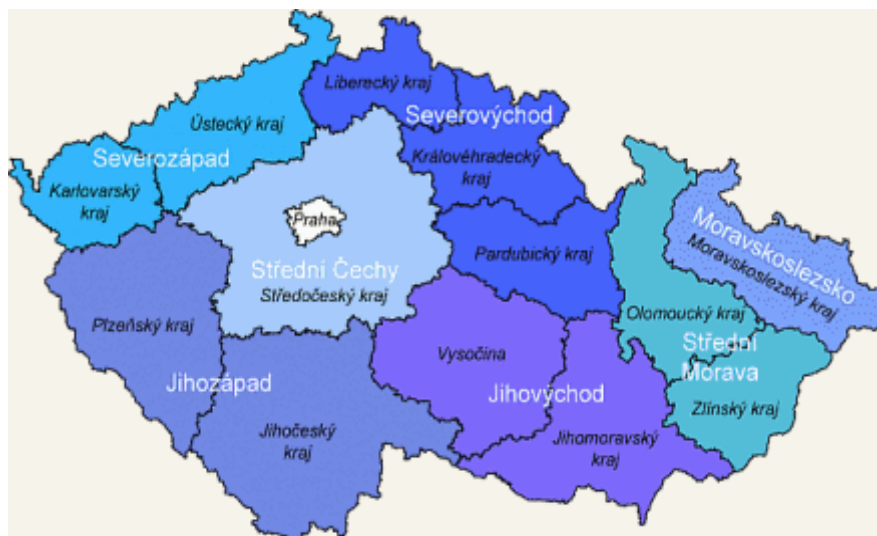 Liberecký kraj
Severovýchod
Ústecký kraj
Severozápad
Královéhradecký
kraj
Karlovarský
kraj
Praha
Moravskoslezsko
Moravskoslezský kraj
Pardubický kraj
Střední Čechy
Středočeský kraj
Olomoucký kraj
Plzeňský kraj
Střední
Morava
Vysočina
Jihozápad
Jihovýchod
Zlínský kraj
Jihočeský
kraj
Jihomoravský
kraj